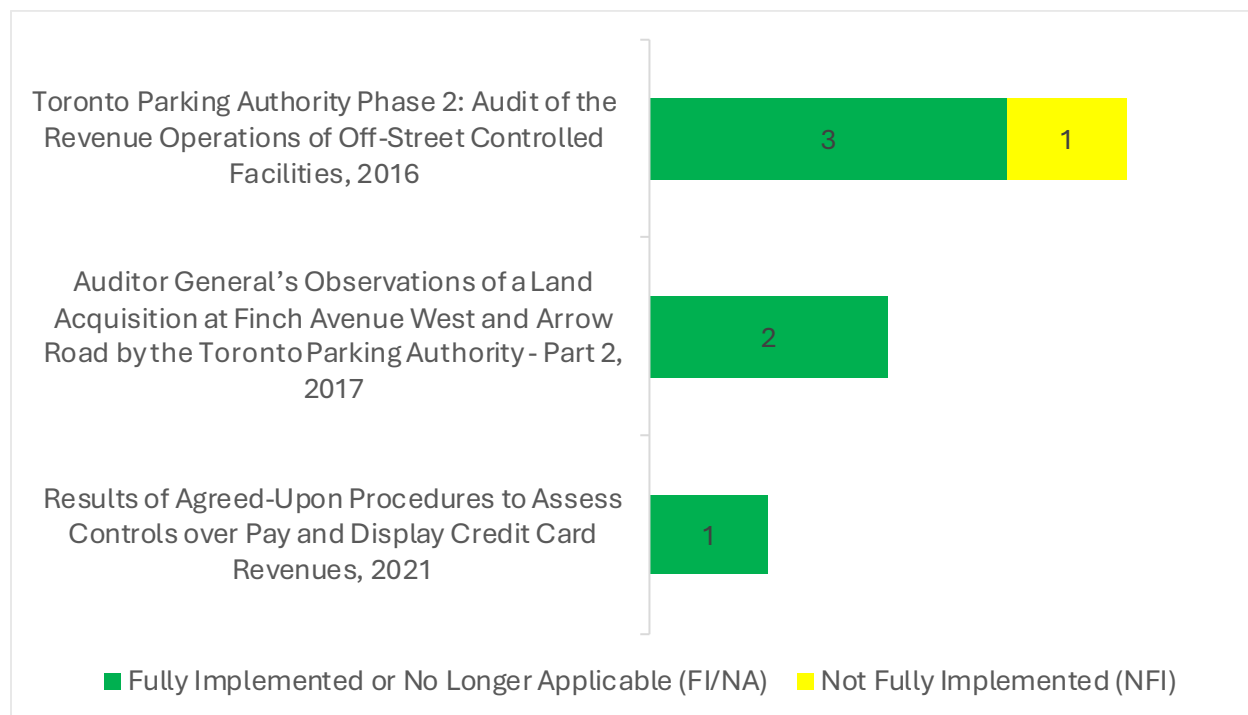 Toronto Parking Authority Phase 2: Audit of the
Revenue Operations of Off-Street Controlled
Facilities, 2016
3
1
Auditor General’s Observations of a Land
Acquisition at Finch Avenue West and Arrow
Road by the Toronto Parking Authority - Part 2,
2017
2
Results of Agreed-Upon Procedures to Assess
Controls over Pay and Display Credit Card
Revenues, 2021
1
Fully Implemented or No Longer Applicable (FI/NA)
Not Fully Implemented (NFI)